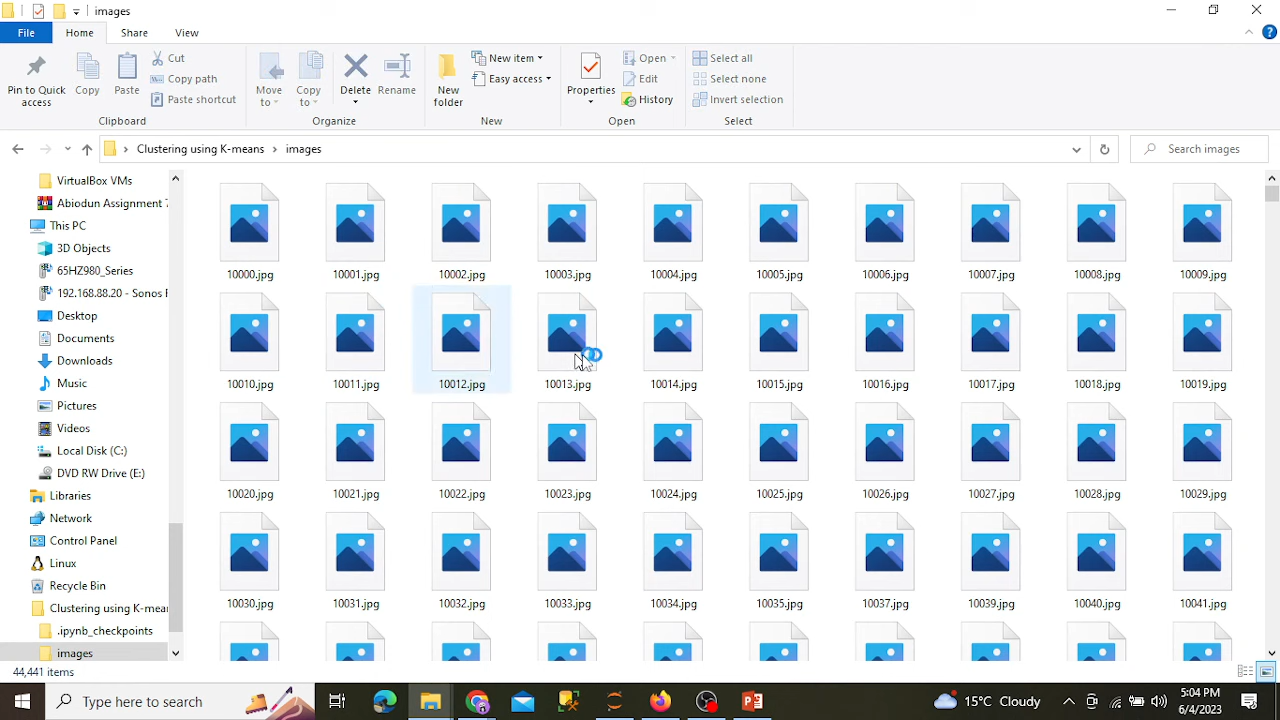 images
File Home Share View
Pin to Quick access
Copy
Paste
Cut
Copy path
Paste shortcut
Clipboard
Move to
Copy to
Delete
Rename
Organize
New folder
New item
Easy access
New
Properties
Open
Edit
History
Open
Select all
Select none
Invert selection
Select
Clustering using K-means images
Search images
VirtualBox VMs
Abiodun Assignment 7
This PC
3D Objects
65HZ980_Series
192.168.88.20 - Sonos F
Desktop
Documents
Downloads
Music
Pictures
Videos
Local Disk (C:)
DVD RW Drive (E:)
Libraries
Network
Control Panel
Linux
Recycle Bin
Clustering using K-mea
.ipynb_checkpoints
images
10000.jpg 10001.jpg 10002.jpg 10003.jpg 10004.jpg 10005.jpg 10006.jpg 10007.jpg 10008.jpg 10009.jpg
10010.jpg 10011.jpg 10012.jpg 10013.jpg 10014.jpg 10015.jpg 10016.jpg 10017.jpg 10018.jpg 10019.jpg
10020.jpg 10021.jpg 10022.jpg 10023.jpg 10024.jpg 10025.jpg 10026.jpg 10027.jpg 10028.jpg 10029.jpg
10030.jpg 10031.jpg 10032.jpg 10033.jpg 10034.jpg 10035.jpg 10037.jpg 10039.jpg 10040.jpg 10041.jpg
44,441 items
Type here to search
15°C Cloudy
5:04 PM
6/4/2023